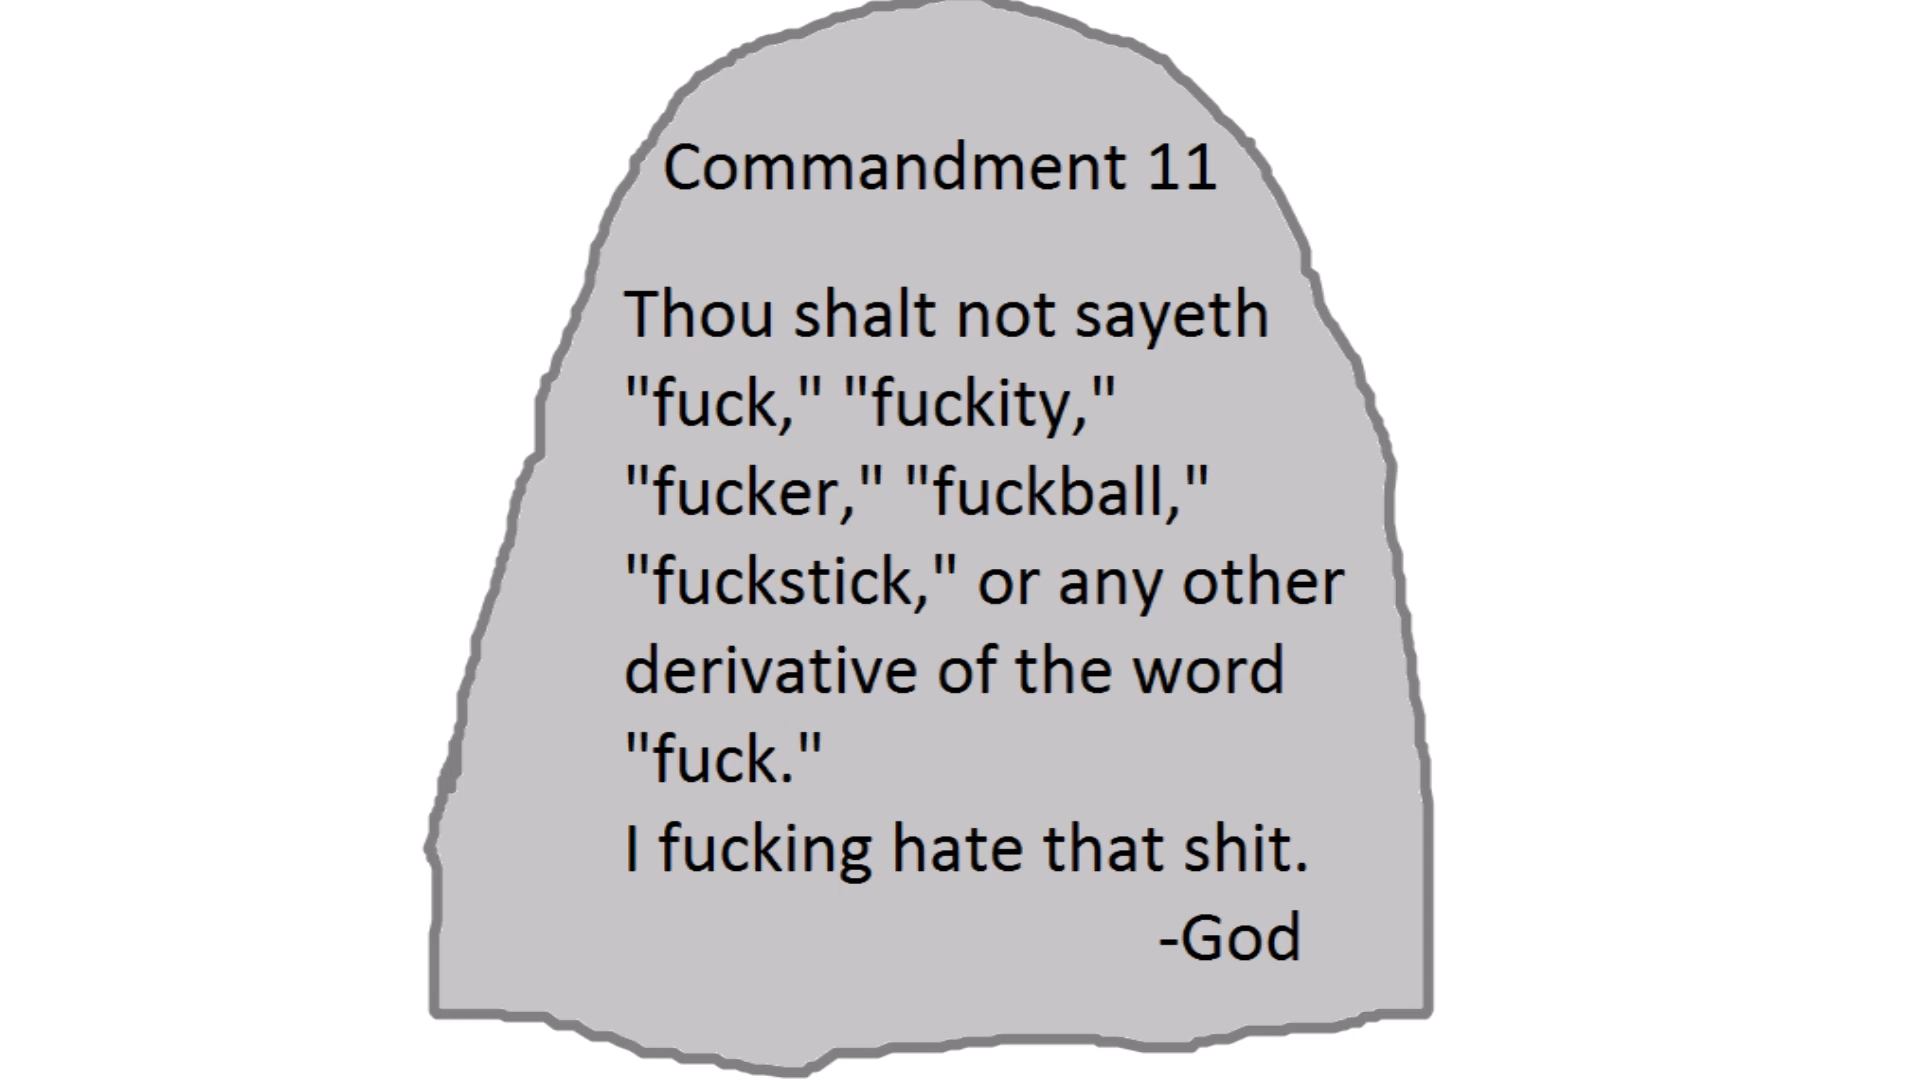 Commandment 11
Thou shalt not sayeth
"fuck," "fuckity,"
"fucker," "fuckball,"
"fuckstick," or any other
derivative of the word
"fuck."
I fucking hate that shit.
-God